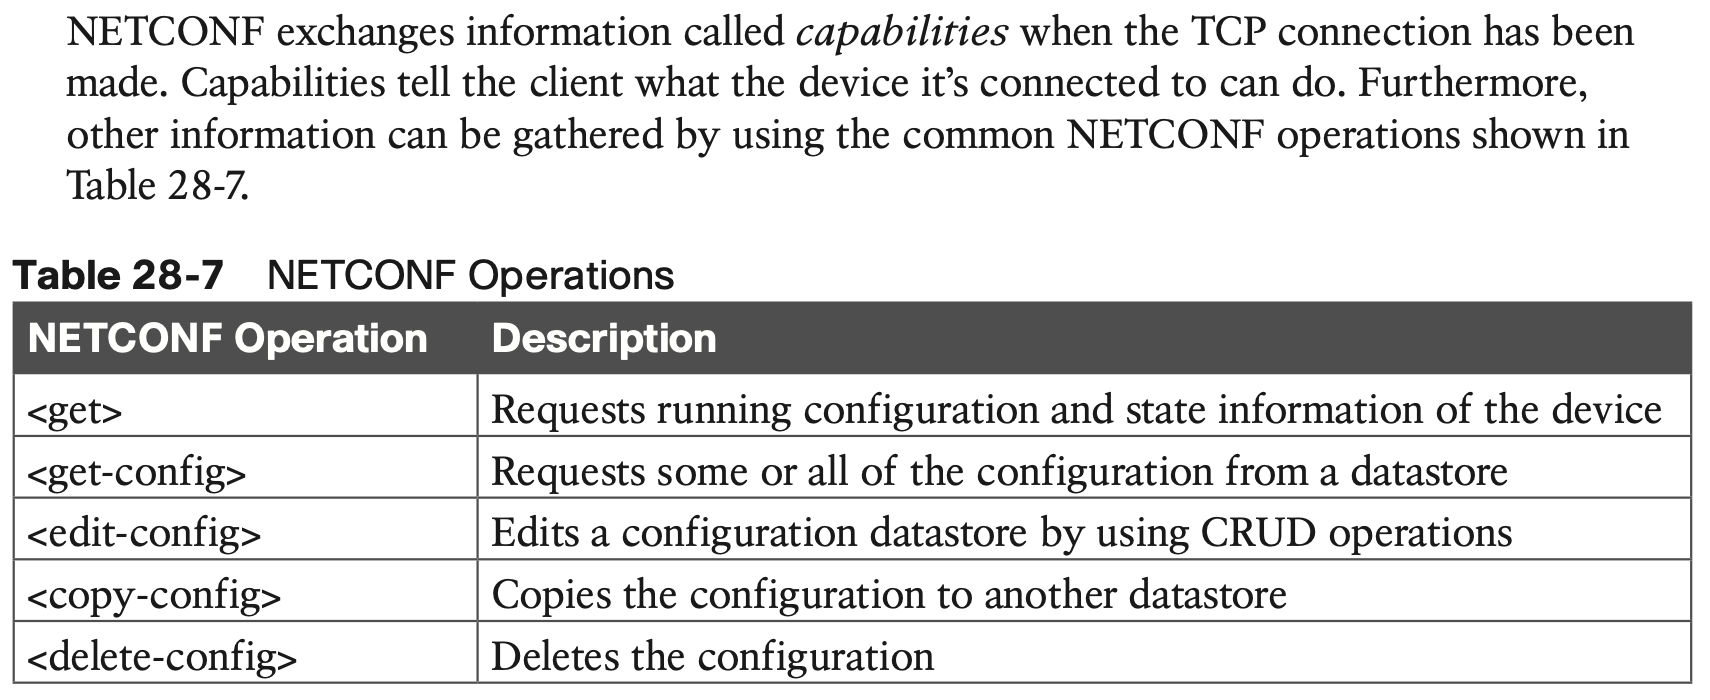 NETCONF exchanges information called capabilities when the TCP connection has been
made. Capabilities tell the client what the device it’s connected to can do. Furthermore,
other information can be gathered by using the common NETCONF operations shown in
Table 28-7.
Table 28-7 NETCONF Operations
NETCONF Operation Description
<get> Requests running configuration and state information of the device
<get-config> Requests some or all of the configuration from a datastore
<edit-config> Edits a configuration datastore by using CRUD operations
<copy-config> Copies the configuration to another datastore
<delete-config> Deletes the configuration